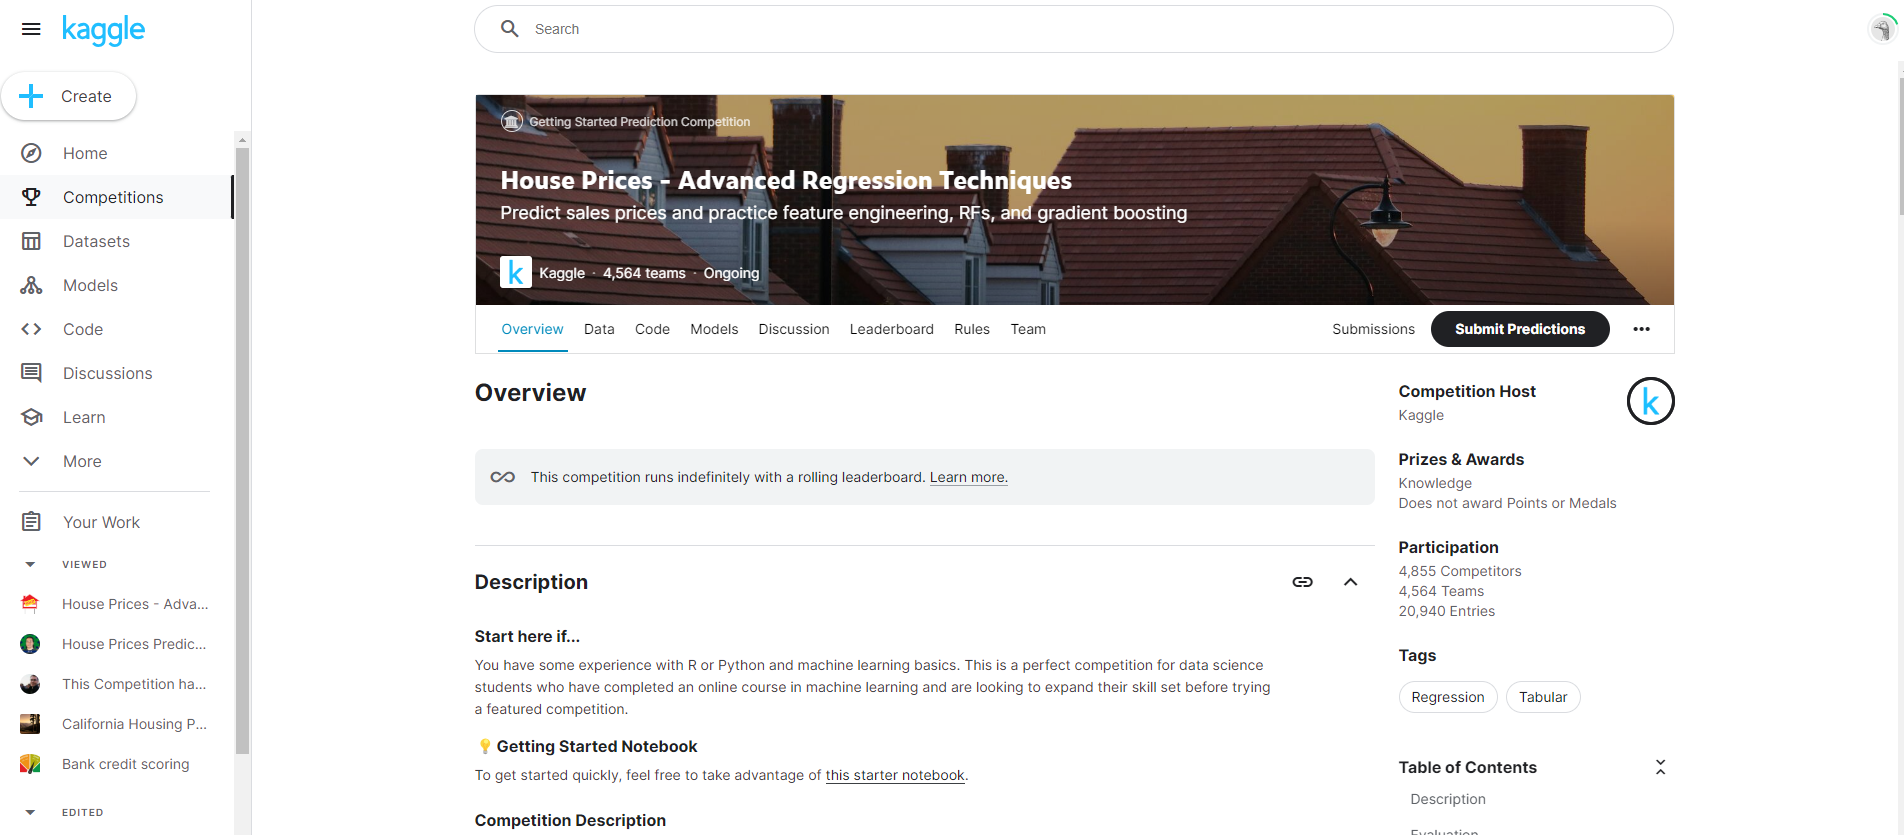 kaggle
Search
Create
Home
Competitions
Datasets
Models
Code
Discussions
Learn
More
Your Work
VIEWED
House Prices - Adva...
House Prices Predic...
This Competition ha...
California Housing P...
Bank credit scoring
EDITED
Getting Started Prediction Competition
House Prices - Advanced Regression Techniques
Predict sales prices and practice feature engineering, RFs, and gradient boosting
k Kaggle · 4,564 teams · Ongoing
Overview Data Code Models Discussion Leaderboard Rules Team Submissions Submit Predictions
Overview
This competition runs indefinitely with a rolling leaderboard. Learn more.
Description
Start here if...
You have some experience with R or Python and machine learning basics. This is a perfect competition for data science
students who have completed an online course in machine learning and are looking to expand their skill set before trying
a featured competition.
💡 Getting Started Notebook
To get started quickly, feel free to take advantage of this starter notebook.
Competition Description
Competition Host
Kaggle
k
Prizes & Awards
Knowledge
Does not award Points or Medals
Participation
4,855 Competitors
4,564 Teams
20,940 Entries
Tags
Regression Tabular
Table of Contents
Description
Evaluation